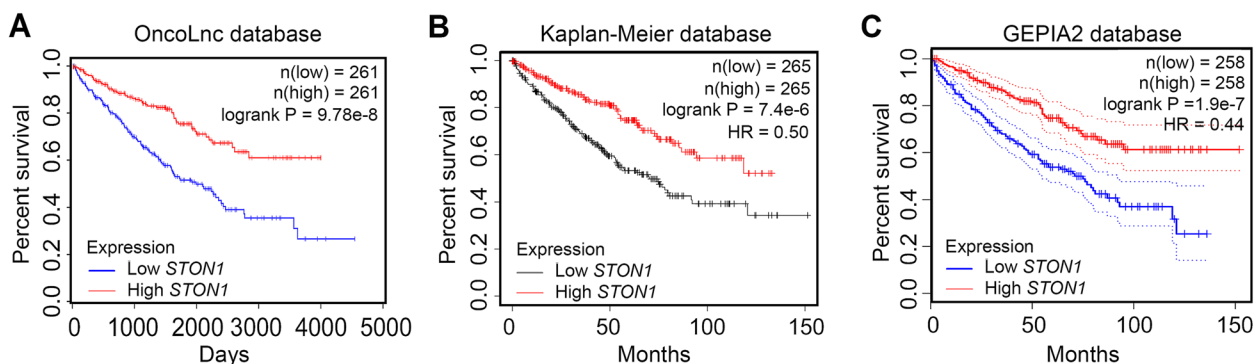 A
OncoLnc database
Percent survival
1.0
0.8
0.6
0.4
0.2
0.0
n(low) = 261
n(high) = 261
logrank P = 9.78e-8
Expression
Low STON1
High STON1
0 1000 2000 3000 4000 5000
Days
B
Kaplan-Meier database
Percent survival
1.0
0.8
0.6
0.4
0.2
0.0
n(low) = 265
n(high) = 265
logrank P = 7.4e-6
HR = 0.50
Expression
Low STON1
High STON1
0 50 100 150
Months
C
GEPIA2 database
Percent survival
1.0
0.8
0.6
0.4
0.2
0.0
n(low) = 258
n(high) = 258
logrank P =1.9e-7
HR = 0.44
Expression
Low STON1
High STON1
0 50 100 150
Months